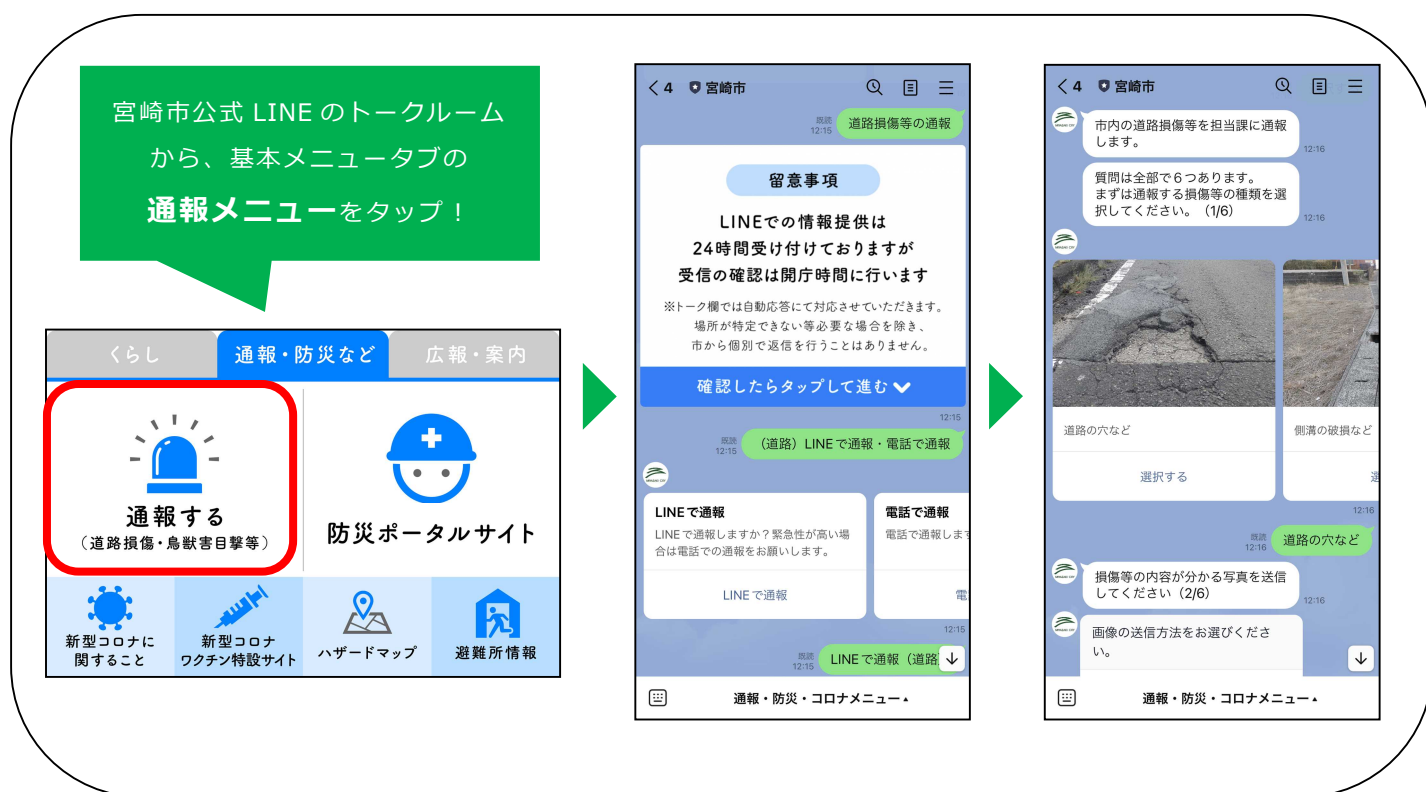 宮崎市公式 LINE のトークルーム
から、基本メニュータブの
通報メニューをタップ！
くらし
通報・防災など
広報・案内
通報する
（道路損傷・鳥獣害目撃等）
防災ポータルサイト
新型コロナに
関すること
新型コロナ
ワクチン特設サイト
ハザードマップ
避難所情報
4 宮崎市
既読
12:15
道路損傷等の通報
留意事項
LINEでの情報提供は
24時間受け付けておりますが
受信の確認は開庁時間に行います
※トーク欄では自動応答にて対応させていただきます。
場所が特定できない等必要な場合を除き、
市から個別で返信を行うことはありません。
確認したらタップして進む
12:15
既読
12:15
（道路）LINEで通報・電話で通報
LINEで通報
LINEで通報しますか？緊急性が高い場
合は電話での通報をお願いします。
LINEで通報
電話で通報
電話で通報します
電
12:15
既読
12:15
LINEで通報（道路
通報・防災・コロナメニュー▴
4 宮崎市
市内の道路損傷等を担当課に通報
します。
12:16
質問は全部で６つあります。
まずは通報する損傷等の種類を選
択してください。（1/6）
12:16
道路の穴など
選択する
側溝の破損など
選
12:16
既読
12:16
道路の穴など
損傷等の内容が分かる写真を送信
してください（2/6）
12:16
画像の送信方法をお選びくださ
い。
通報・防災・コロナメニュー▴